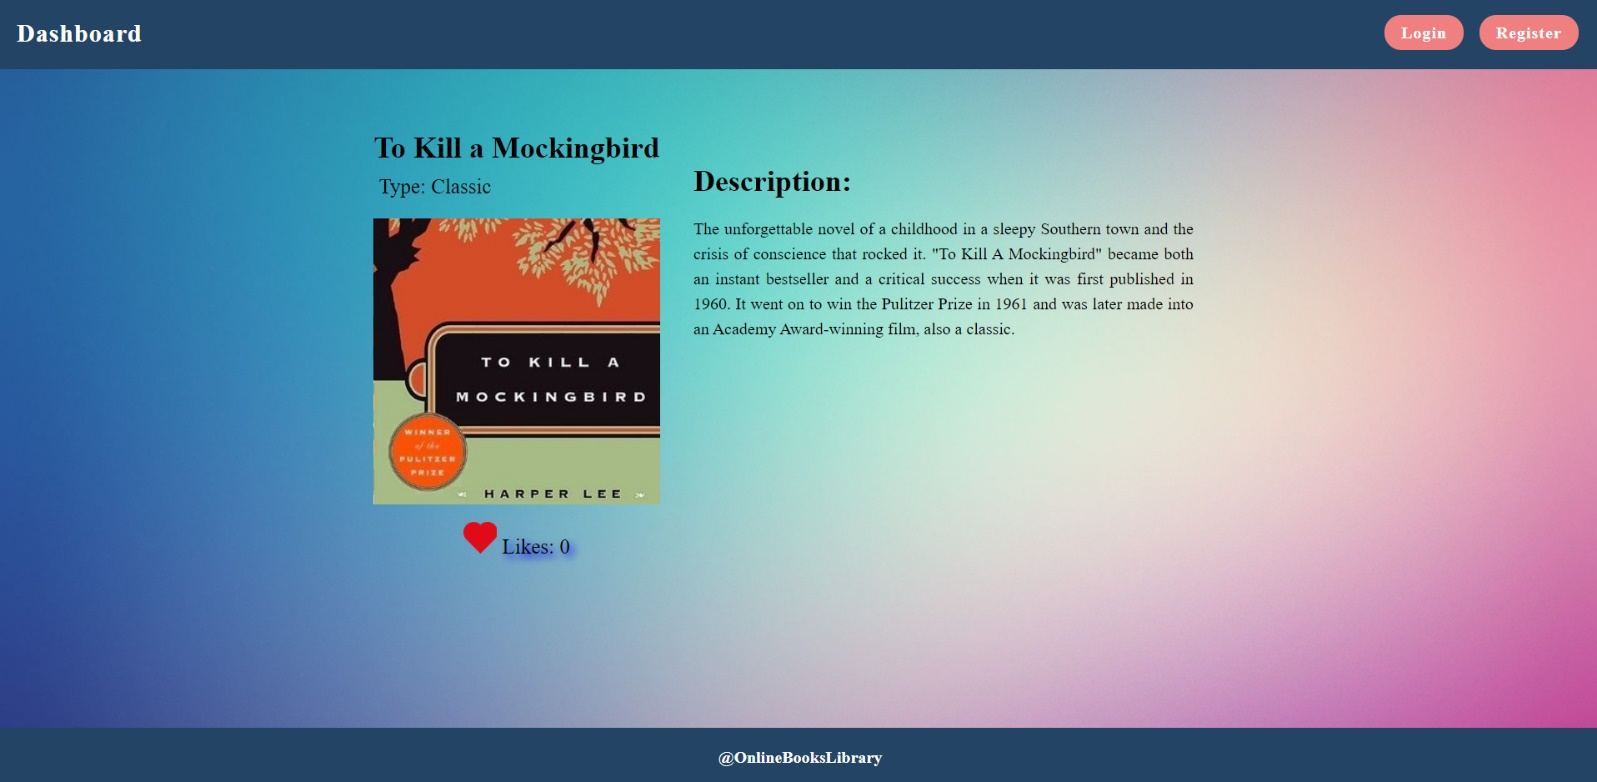 Dashboard
Login
Register
To Kill a Mockingbird
Type: Classic
TO KILL A
MOCKINGBIRD
WINNER
of the
PULITZER
PRIZE
HARPER LEE
Likes: 0
Description:
The unforgettable novel of a childhood in a sleepy Southern town and the
crisis of conscience that rocked it. "To Kill A Mockingbird" became both
an instant bestseller and a critical success when it was first published in
1960. It went on to win the Pulitzer Prize in 1961 and was later made into
an Academy Award-winning film, also a classic.
@OnlineBooksLibrary